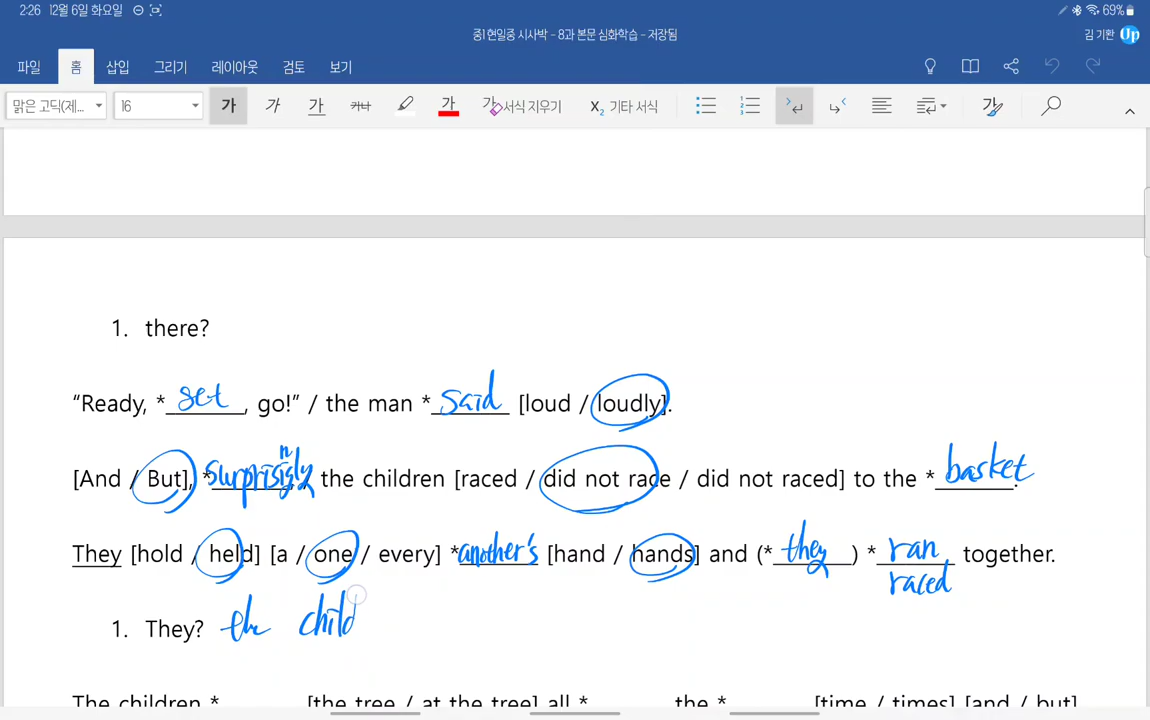 2:26 12월 6일 화요일 69%
중1 현일중 시사박 – 8과 본문 심화학습 – 저장됨
김 기환 Up
파일 홈 삽입 그리기 레이아웃 검토 보기
맑은 고딕(제... 16 가 가 가 가나 가 서식 지우기 X₂ 기타 서식
1. there?
“Ready, * set , go!” / the man * said [loud / loudly].
[And / But], * surprisingly, the children [raced / did not race / did not raced] to the * basket.
They [hold / held] [a / one / every] * another's [hand / hands] and (* they ) * ran together.
raced
1. They? the child
The children * [the tree / at the tree] all * the * [time / times] [and / but]